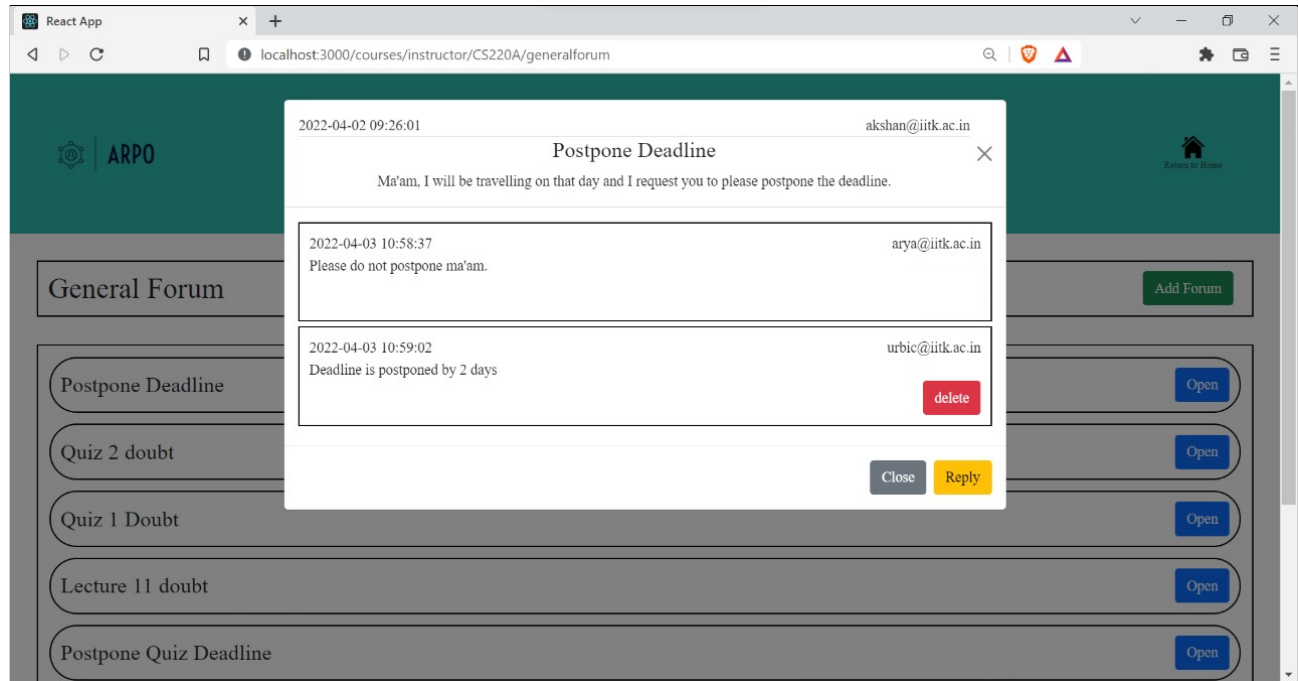 React App
localhost:3000/courses/instructor/CS220A/generalforum
ARPO
Return to Home
2022-04-02 09:26:01 akshan@iitk.ac.in
Postpone Deadline
Ma'am, I will be travelling on that day and I request you to please postpone the deadline.
2022-04-03 10:58:37 arya@iitk.ac.in
Please do not postpone ma'am.
2022-04-03 10:59:02 urbic@iitk.ac.in
Deadline is postponed by 2 days
delete
Close Reply
General Forum Add Forum
Postpone Deadline Open
Quiz 2 doubt Open
Quiz 1 Doubt Open
Lecture 11 doubt Open
Postpone Quiz Deadline Open